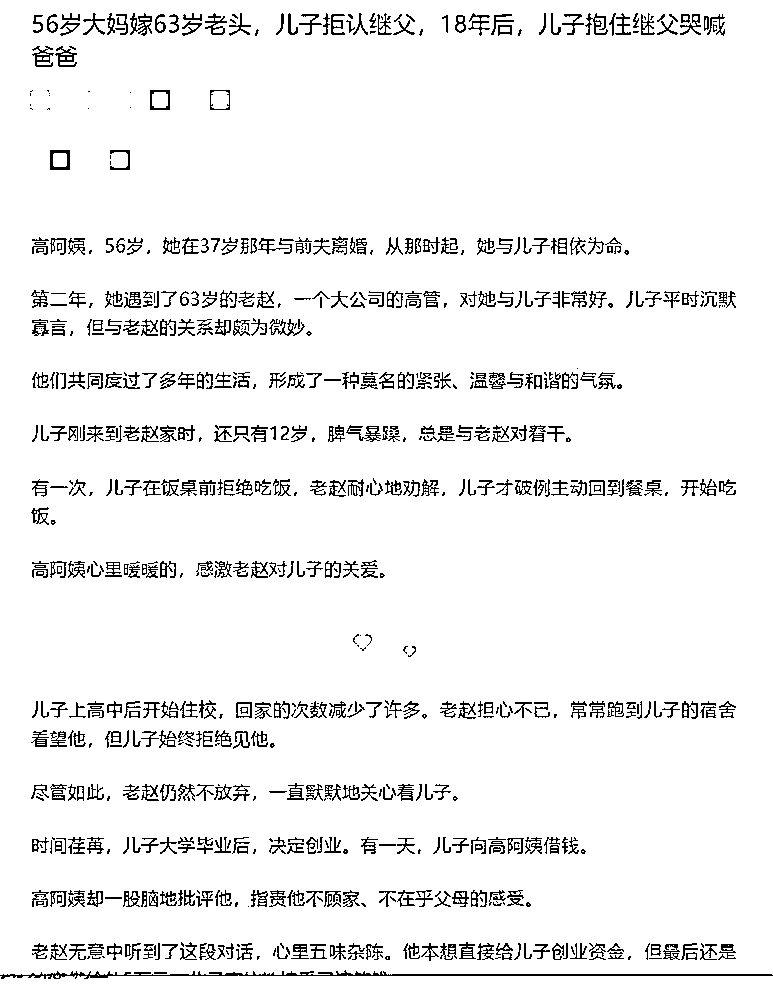 56岁大妈嫁63岁老头，儿子拒认继父，18年后，儿子抱住继父哭喊
爸爸
高阿姨，56岁，她在37岁那年与前夫离婚，从那时起，她与儿子相依为命。
第二年，她遇到了63岁的老赵，一个大公司的高管，对她与儿子非常好。儿子平时沉默
寡言，但与老赵的关系却颇为微妙。
他们共同度过了多年的生活，形成了一种莫名的紧张、温馨与和谐的气氛。
儿子刚来到老赵家时，还只有12岁，脾气暴躁，总是与老赵对着干。
有一次，儿子在饭桌前拒绝吃饭，老赵耐心地劝解，儿子才破例主动回到餐桌，开始吃
饭。
高阿姨心里暖暖的，感激老赵对儿子的关爱。
儿子上高中后开始住校，回家的次数减少了许多。老赵担心不已，常常跑到儿子的宿舍
看望他，但儿子始终拒绝见他。
尽管如此，老赵仍然不放弃，一直默默地关心着儿子。
时间荏苒，儿子大学毕业后，决定创业。有一天，儿子向高阿姨借钱。
高阿姨却一股脑地批评他，指责他不顾家、不在乎父母的感受。
老赵无意中听到了这段对话，心里五味杂陈。他本想直接给儿子创业资金，但最后还是